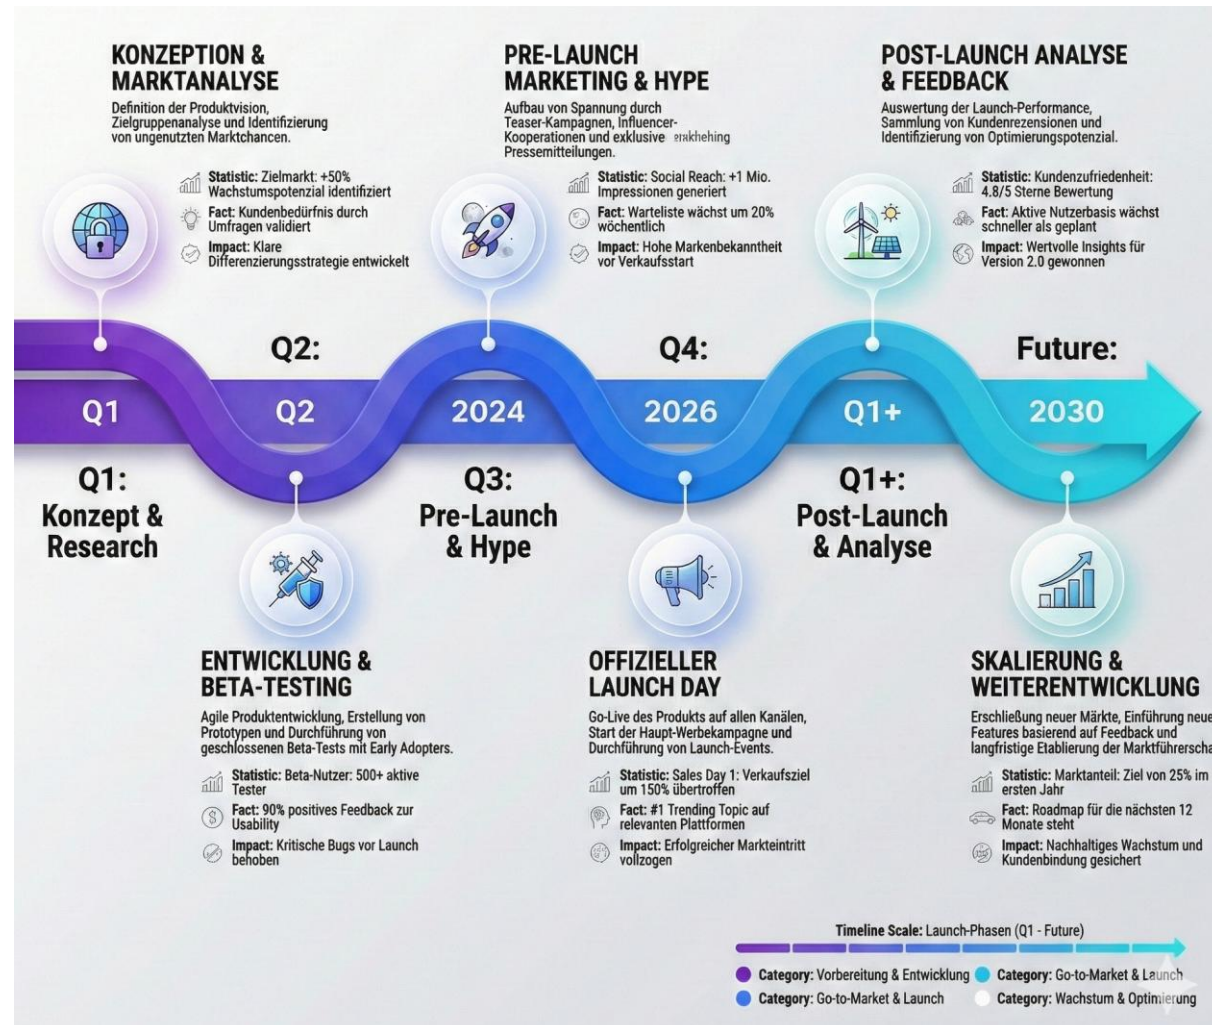 KONZEPTION &
MARKTANALYSE
Definition der Produktvision,
Zielgruppenanalyse und Identifizierung
von ungenutzten Marktchancen.
Statistic: Zielmarkt: +50%
Wachstumspotenzial identifiziert
Fact: Kundenbedürfnis durch
Umfragen validiert
Impact: Klare
Differenzierungsstrategie entwickelt
PRE-LAUNCH
MARKETING & HYPE
Aufbau von Spannung durch
Teaser-Kampagnen, Influencer-
Kooperationen und exklusive
Pressemitteilungen.
Statistic: Social Reach: +1 Mio.
Impressionen generiert
Fact: Warteliste wächst um 20%
wöchentlich
Impact: Hohe Markenbekanntheit
vor Verkaufsstart
POST-LAUNCH ANALYSE
& FEEDBACK
Auswertung der Launch-Performance,
Sammlung von Kundenrezensionen und
Identifizierung von Optimierungspotenzial.
Statistic: Kundenzufriedenheit:
4.8/5 Sterne Bewertung
Fact: Aktive Nutzerbasis wächst
schneller als geplant
Impact: Wertvolle Insights für
Version 2.0 gewonnen
Q2:
Q4:
Future:
Q1
Q2
2024
2026
Q1+
2030
Q1:
Konzept &
Research
Q3:
Pre-Launch
& Hype
Q1+:
Post-Launch
& Analyse
ENTWICKLUNG &
BETA-TESTING
Agile Produktentwicklung, Erstellung von
Prototypen und Durchführung von
geschlossenen Beta-Tests mit Early Adopters.
Statistic: Beta-Nutzer: 500+ aktive
Tester
$
Fact: 90% positives Feedback zur
Usability
Impact: Kritische Bugs vor Launch
behoben
OFFIZIELLER
LAUNCH DAY
Go-Live des Produkts auf allen Kanälen,
Start der Haupt-Werbekampagne und
Durchführung von Launch-Events.
Statistic: Sales Day 1: Verkaufsziel
um 150% übertroffen
Fact: #1 Trending Topic auf
relevanten Plattformen
Impact: Erfolgreicher Markteintritt
vollzogen
SKALIERUNG &
WEITERENTWICKLUNG
Erschließung neuer Märkte, Einführung neue
Features basierend auf Feedback und
langfristige Etablierung der Marktführerscha
Statistic: Marktanteil: Ziel von 25% im
ersten Jahr
Fact: Roadmap für die nächsten 12
Monate steht
Impact: Nachhaltiges Wachstum und
Kundenbindung gesichert
Timeline Scale: Launch-Phasen (Q1 - Future)
Category: Vorbereitung & Entwicklung
Category: Go-to-Market & Launch
Category: Go-to-Market & Launch
Category: Wachstum & Optimierung